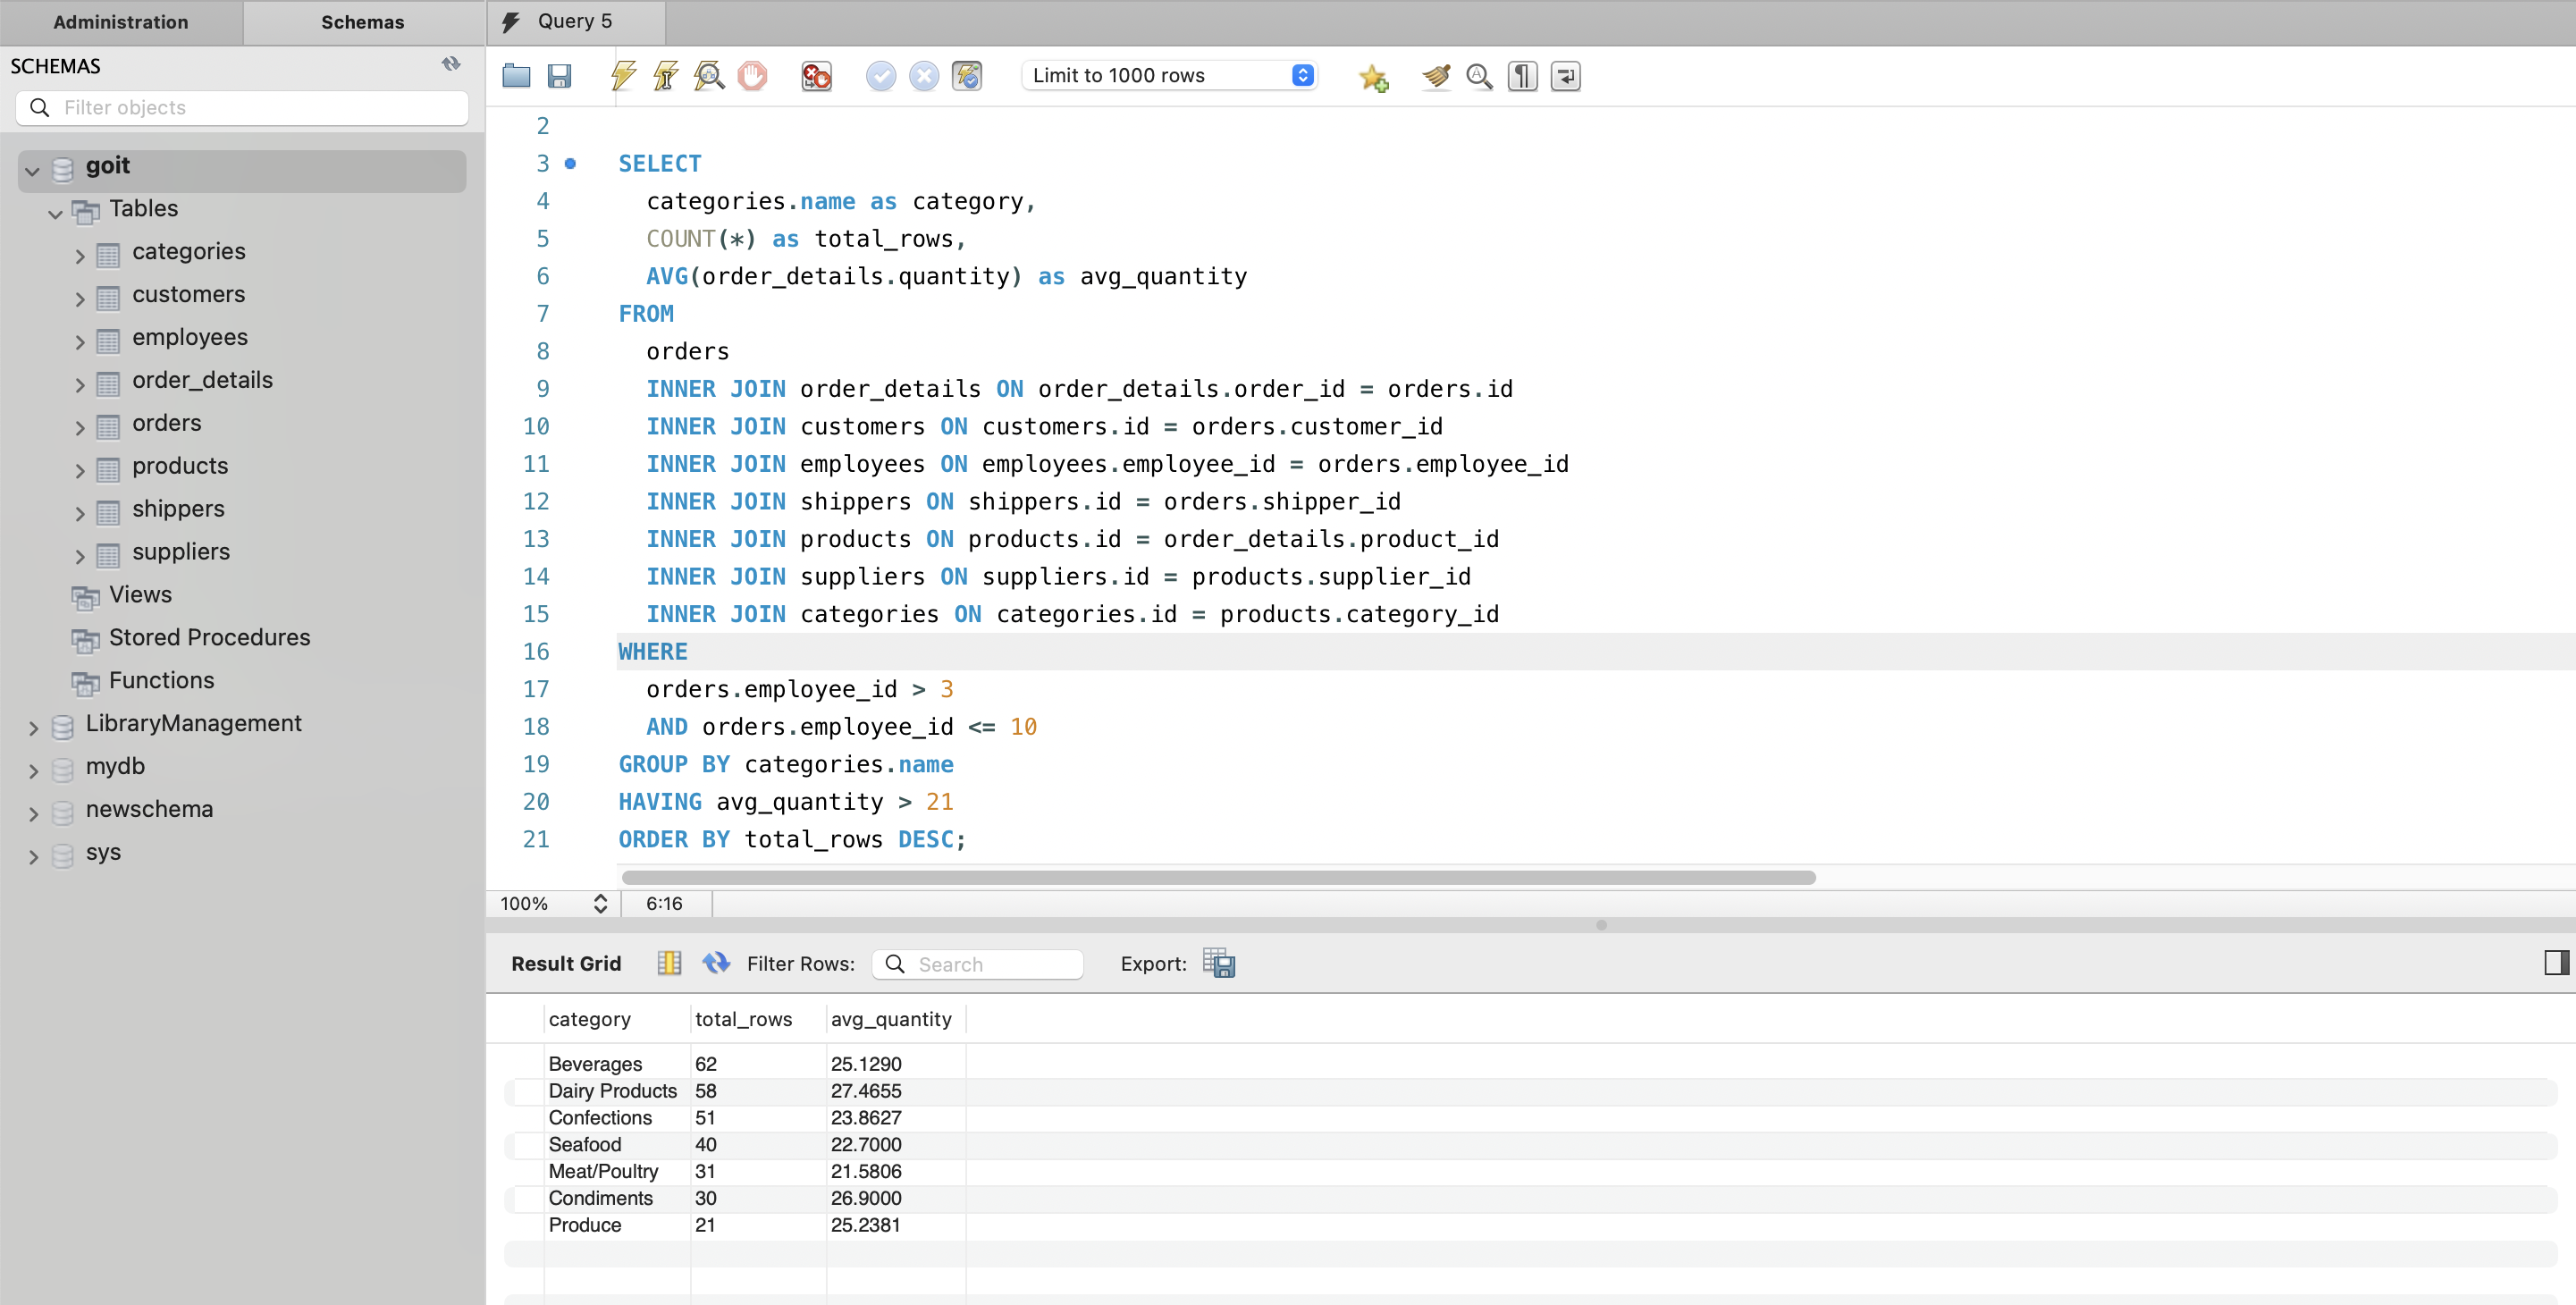 Administration
Schemas
SCHEMAS
Filter objects
goit
Tables
categories
customers
employees
order_details
orders
products
shippers
suppliers
Views
Stored Procedures
Functions
LibraryManagement
mydb
newschema
sys
Query 5
Limit to 1000 rows
2
3 SELECT
4 categories.name as category,
5 COUNT(*) as total_rows,
6 AVG(order_details.quantity) as avg_quantity
7 FROM
8 orders
9 INNER JOIN order_details ON order_details.order_id = orders.id
10 INNER JOIN customers ON customers.id = orders.customer_id
11 INNER JOIN employees ON employees.employee_id = orders.employee_id
12 INNER JOIN shippers ON shippers.id = orders.shipper_id
13 INNER JOIN products ON products.id = order_details.product_id
14 INNER JOIN suppliers ON suppliers.id = products.supplier_id
15 INNER JOIN categories ON categories.id = products.category_id
16 WHERE
17 orders.employee_id > 3
18 AND orders.employee_id <= 10
19 GROUP BY categories.name
20 HAVING avg_quantity > 21
21 ORDER BY total_rows DESC;
100% 6:16
Result Grid Filter Rows: Search Export:
category total_rows avg_quantity
Beverages 62 25.1290
Dairy Products 58 27.4655
Confections 51 23.8627
Seafood 40 22.7000
Meat/Poultry 31 21.5806
Condiments 30 26.9000
Produce 21 25.2381